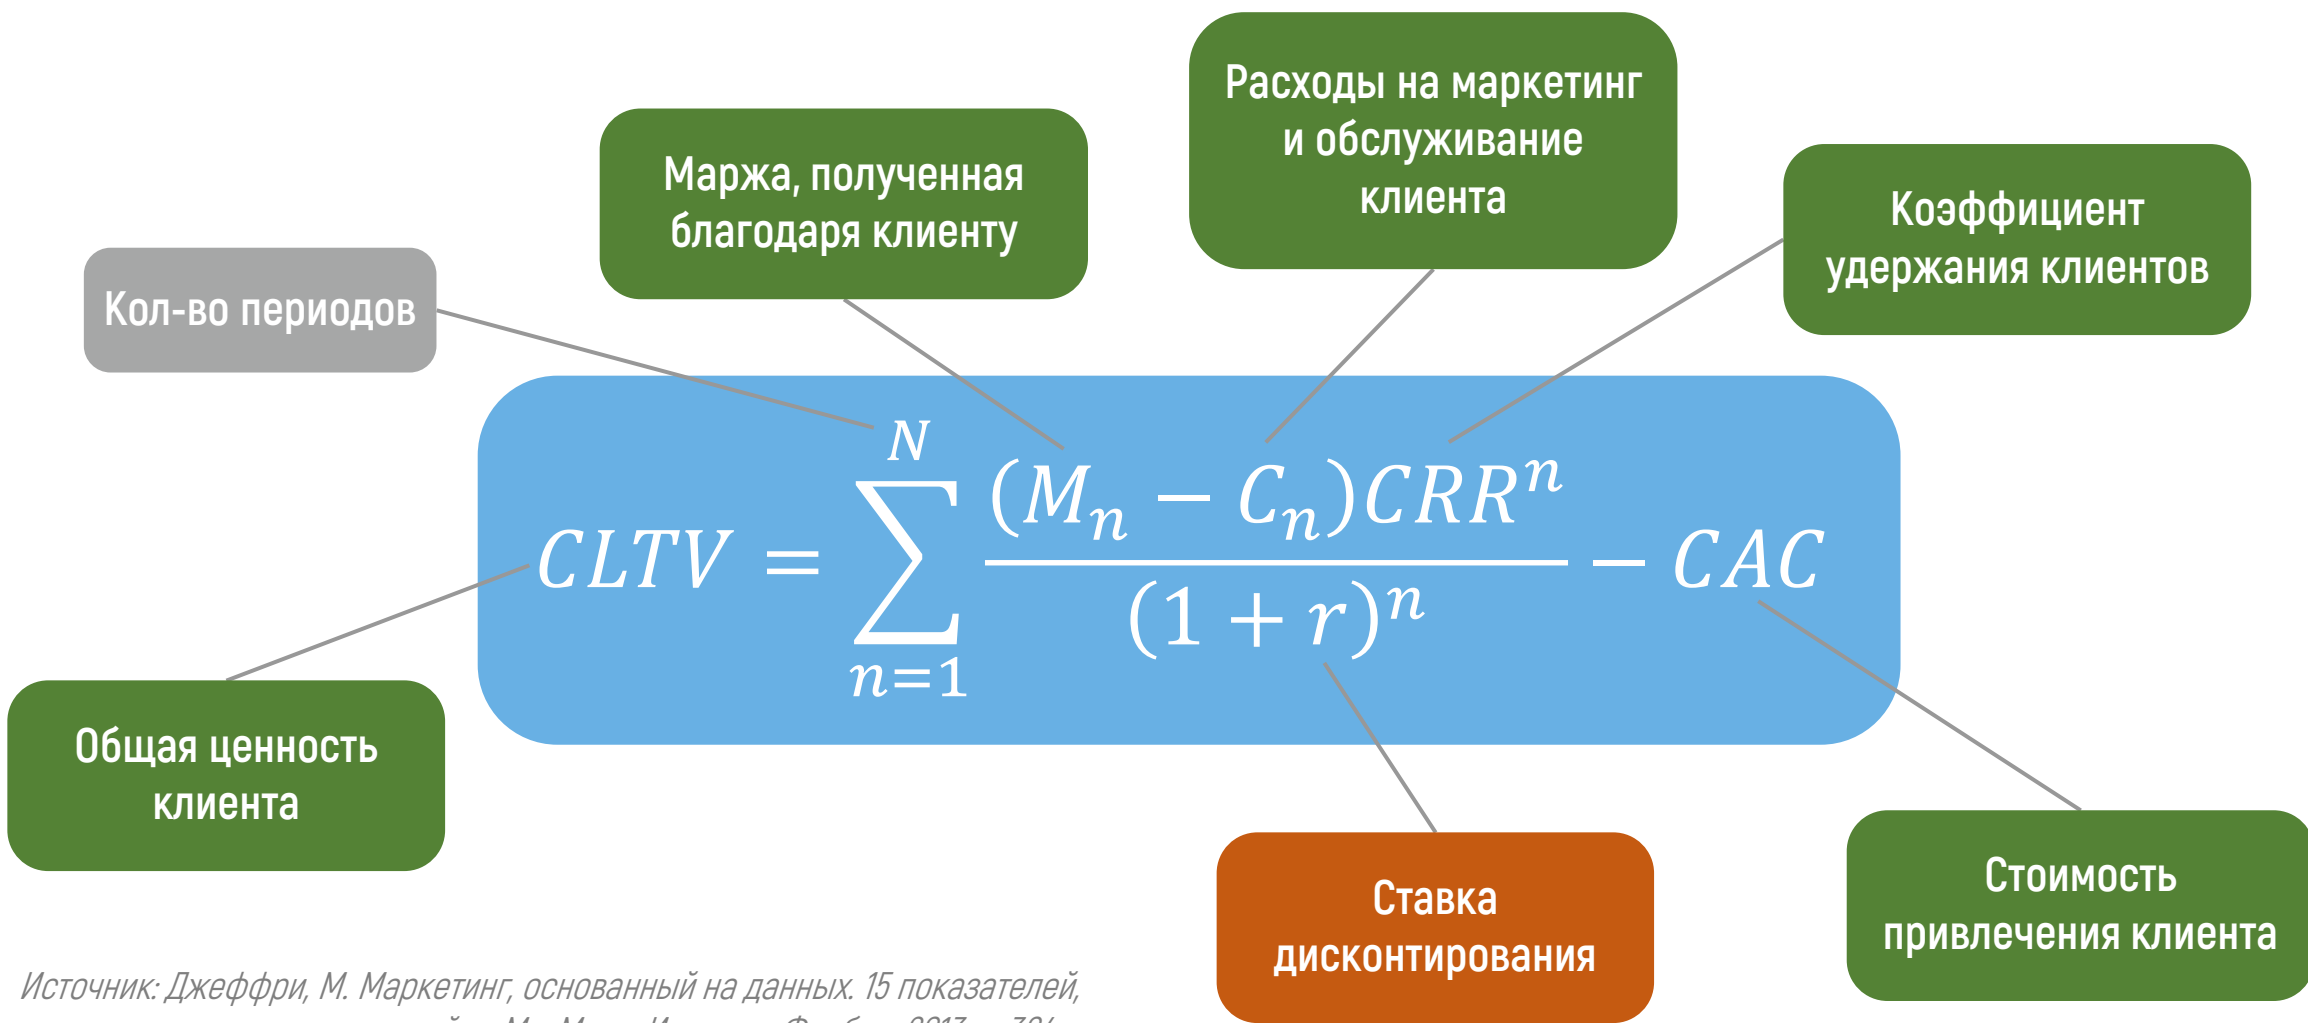 Расходы на маркетинг
и обслуживание
клиента
Маржа, полученная
благодаря клиенту
Коэффициент
удержания клиентов
Кол-во периодов
CLTV = \sum_{n=1}^{N} \frac{(M_n - C_n)CRR^n}{(1 + r)^n} - CAC
Общая ценность
клиента
Ставка
дисконтирования
Стоимость
привлечения клиента
Источник: Джеффри, М. Маркетинг, основанный на данных. 15 показателей,